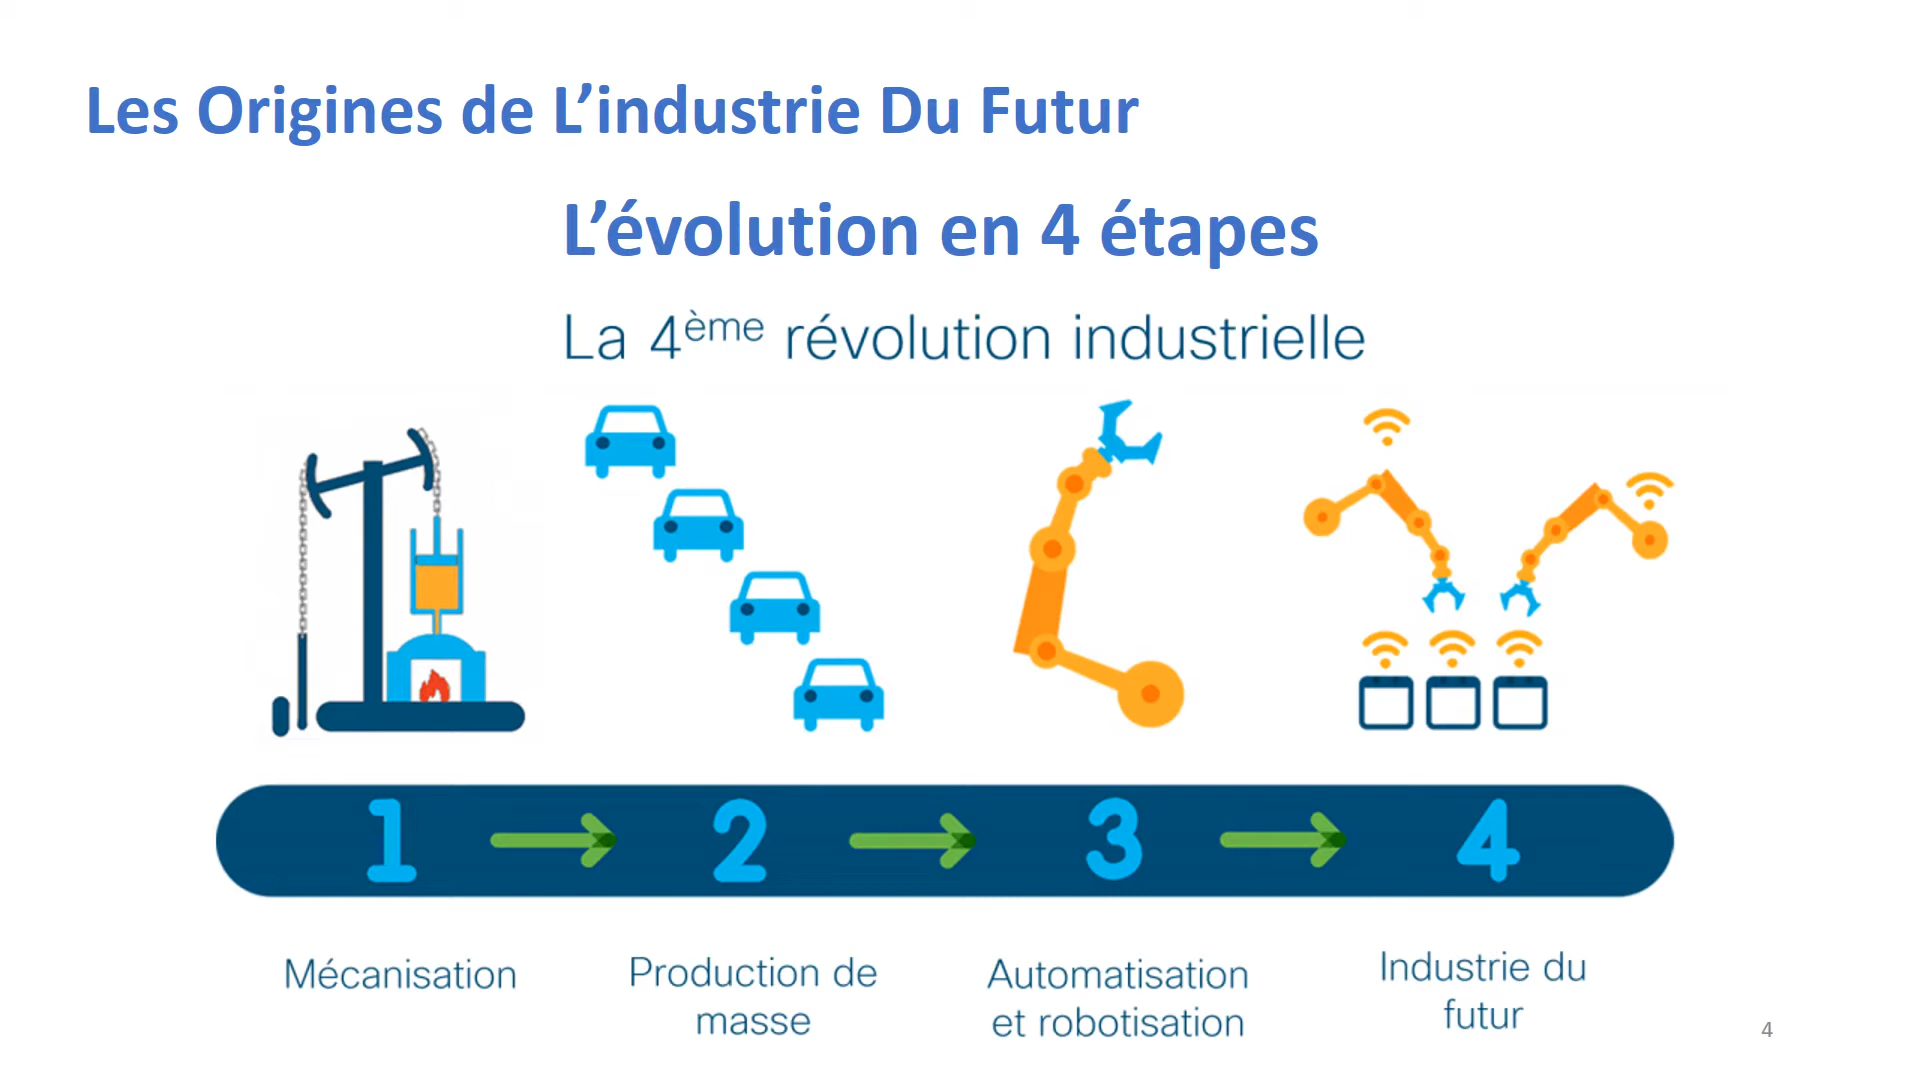 Les Origines de L’industrie Du Futur
L’évolution en 4 étapes
La 4ème révolution industrielle
1 2 3 4
Mécanisation
Production de
masse
Automatisation
et robotisation
Industrie du
futur
4